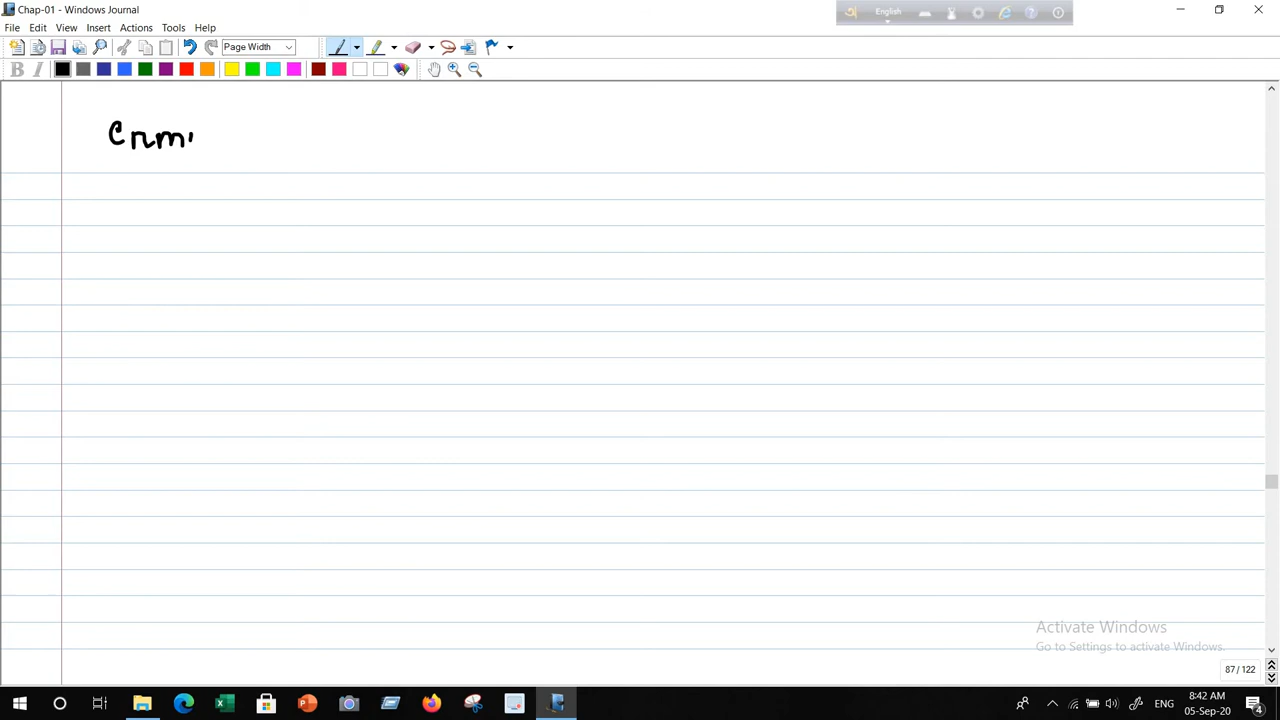 Chap-01 - Windows Journal
English
File Edit View Insert Actions Tools Help
Page Width
B I
Activate Windows
Go to Settings to activate Windows.
87 / 122
8:42 AM
ENG
05-Sep-20
4